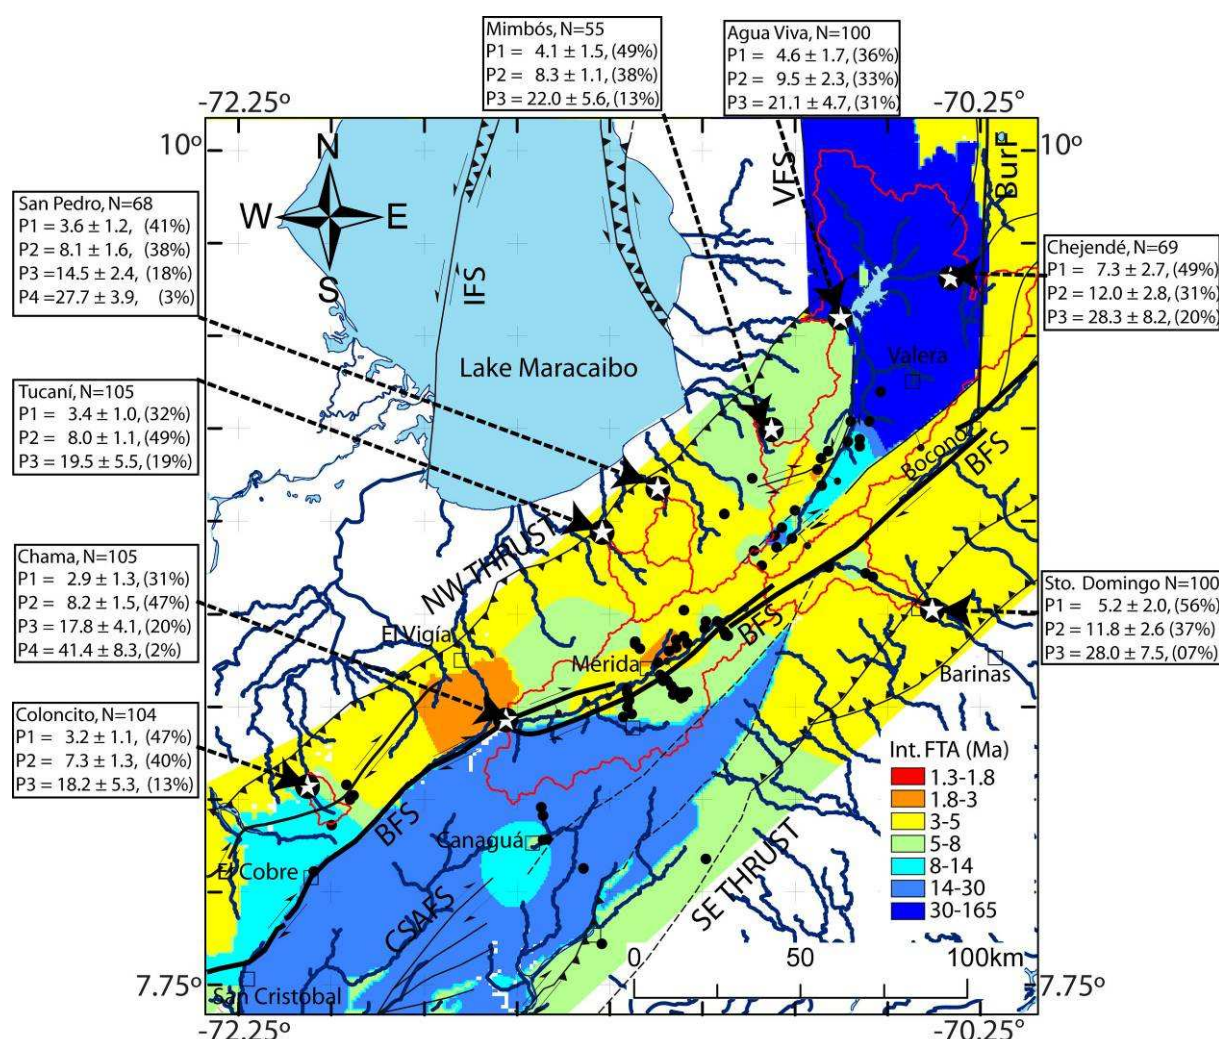 Mimbós, N=55
P1 = 4.1 ± 1.5, (49%)
P2 = 8.3 ± 1.1, (38%)
P3 = 22.0 ± 5.6, (13%)
Agua Viva, N=100
P1 = 4.6 ± 1.7, (36%)
P2 = 9.5 ± 2.3, (33%)
P3 = 21.1 ± 4.7, (31%)
-72.25º
-70.25º
10º
10º
N
W
E
S
IFS
VFS
BurF
San Pedro, N=68
P1 = 3.6 ± 1.2, (41%)
P2 = 8.1 ± 1.6, (38%)
P3 = 14.5 ± 2.4, (18%)
P4 = 27.7 ± 3.9, (3%)
Chejendé, N=69
P1 = 7.3 ± 2.7, (49%)
P2 = 12.0 ± 2.8, (31%)
P3 = 28.3 ± 8.2, (20%)
Lake Maracaibo
Valera
Tucaní, N=105
P1 = 3.4 ± 1.0, (32%)
P2 = 8.0 ± 1.1, (49%)
P3 = 19.5 ± 5.5, (19%)
Boconó
BFS
NW THRUST
Chama, N=105
P1 = 2.9 ± 1.3, (31%)
P2 = 8.2 ± 1.5, (47%)
P3 = 17.8 ± 4.1, (20%)
P4 = 41.4 ± 8.3, (2%)
Sto. Domingo N=100
P1 = 5.2 ± 2.0, (56%)
P2 = 11.8 ± 2.6 (37%)
P3 = 28.0 ± 7.5, (07%)
El Vigía
BFS
Mérida
Barinas
Coloncito, N=104
P1 = 3.2 ± 1.1, (47%)
P2 = 7.3 ± 1.3, (40%)
P3 = 18.2 ± 5.3, (13%)
Int. FTA (Ma)
1.3-1.8
1.8-3
3-5
5-8
8-14
14-30
30-165
BFS
Canaguá
El Cobre
SE THRUST
CSAFS
0
50
100km
San Cristobal
7.75º
7.75º
-72.25º
-70.25º